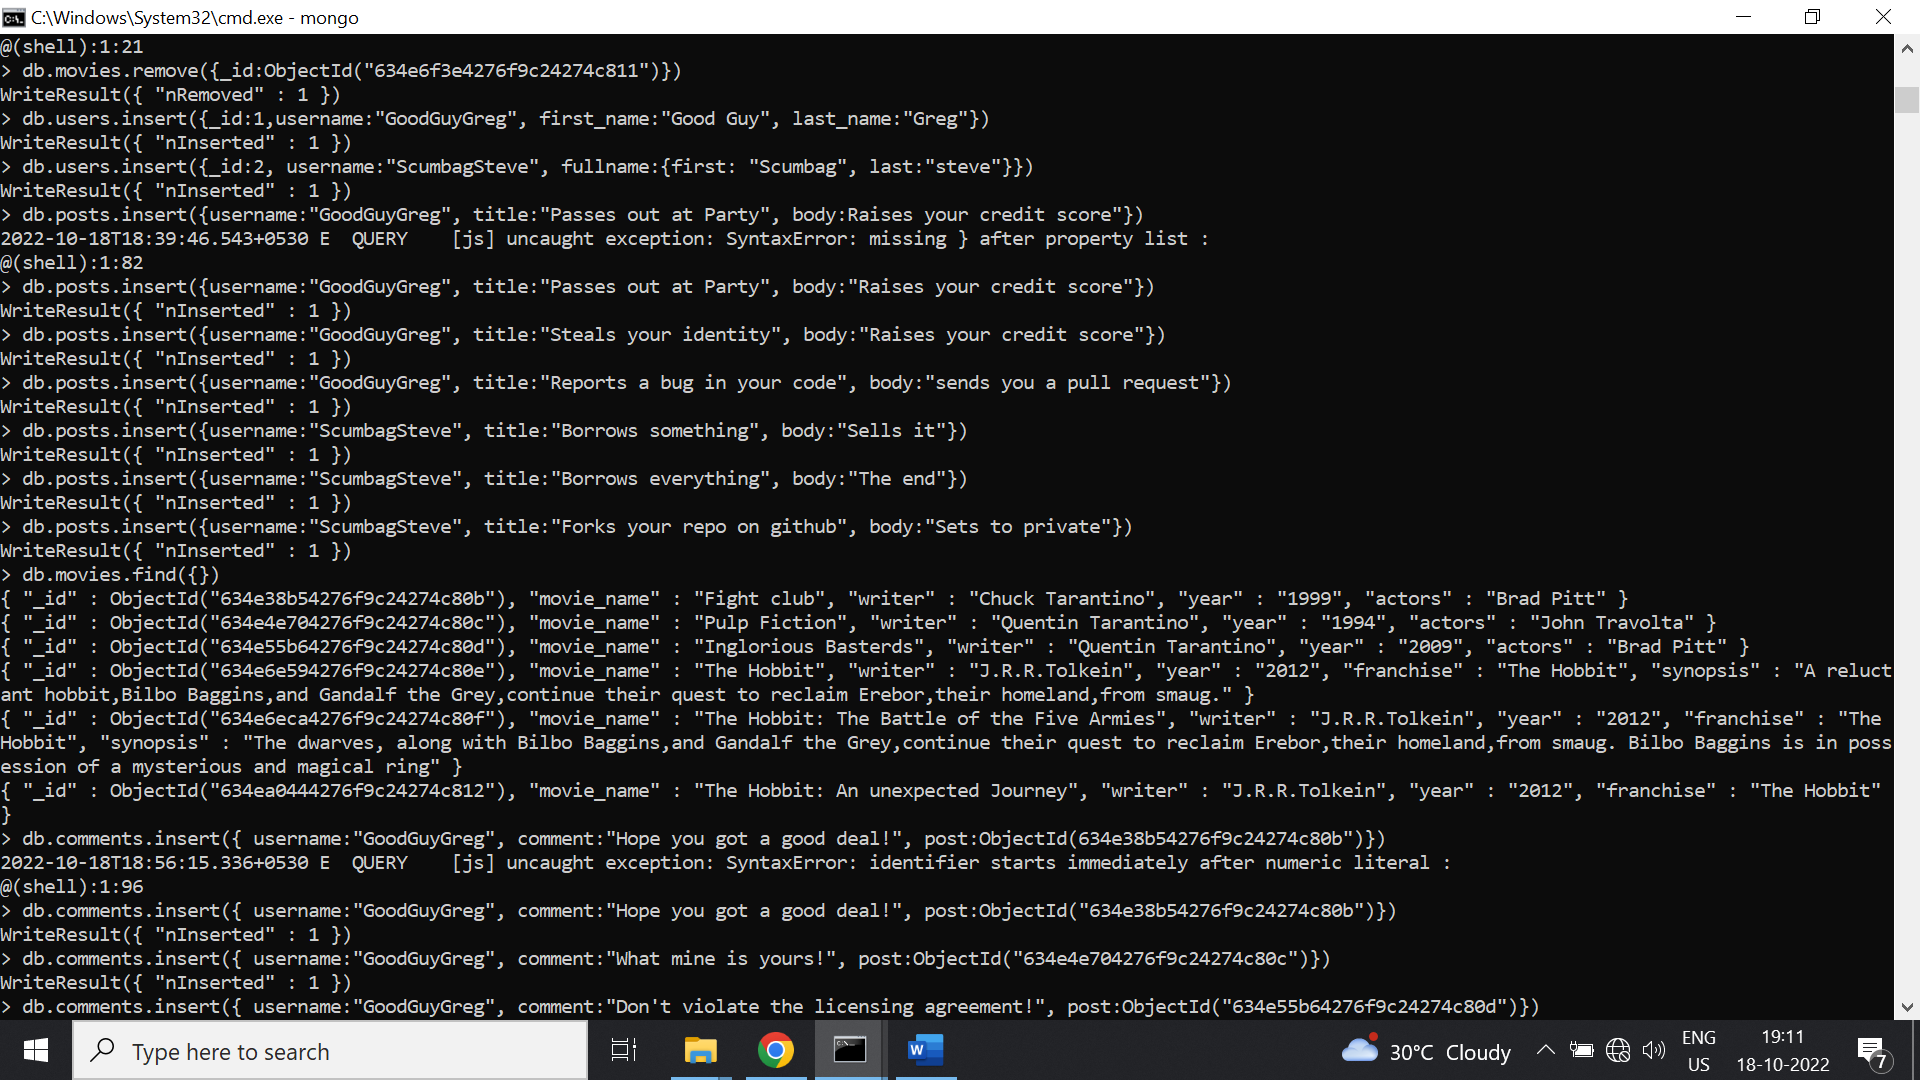 C:\Windows\System32\cmd.exe - mongo
@(shell):1:21
> db.movies.remove({_id:ObjectId("634e6f3e4276f9c24274c811")})
WriteResult({ "nRemoved" : 1 })
> db.users.insert({_id:1,username:"GoodGuyGreg", first_name:"Good Guy", last_name:"Greg"})
WriteResult({ "nInserted" : 1 })
> db.users.insert({_id:2, username:"ScumbagSteve", fullname:{first: "Scumbag", last:"steve"}})
WriteResult({ "nInserted" : 1 })
> db.posts.insert({username:"GoodGuyGreg", title:"Passes out at Party", body:Raises your credit score"})
2022-10-18T18:39:46.543+0530 E  QUERY    [js] uncaught exception: SyntaxError: missing } after property list :
@(shell):1:82
> db.posts.insert({username:"GoodGuyGreg", title:"Passes out at Party", body:"Raises your credit score"})
WriteResult({ "nInserted" : 1 })
> db.posts.insert({username:"GoodGuyGreg", title:"Steals your identity", body:"Raises your credit score"})
WriteResult({ "nInserted" : 1 })
> db.posts.insert({username:"GoodGuyGreg", title:"Reports a bug in your code", body:"sends you a pull request"})
WriteResult({ "nInserted" : 1 })
> db.posts.insert({username:"ScumbagSteve", title:"Borrows something", body:"Sells it"})
WriteResult({ "nInserted" : 1 })
> db.posts.insert({username:"ScumbagSteve", title:"Borrows everything", body:"The end"})
WriteResult({ "nInserted" : 1 })
> db.posts.insert({username:"ScumbagSteve", title:"Forks your repo on github", body:"Sets to private"})
WriteResult({ "nInserted" : 1 })
> db.movies.find({})
{ "_id" : ObjectId("634e38b54276f9c24274c80b"), "movie_name" : "Fight club", "writer" : "Chuck Tarantino", "year" : "1999", "actors" : "Brad Pitt" }
{ "_id" : ObjectId("634e4e704276f9c24274c80c"), "movie_name" : "Pulp Fiction", "writer" : "Quentin Tarantino", "year" : "1994", "actors" : "John Travolta" }
{ "_id" : ObjectId("634e55b64276f9c24274c80d"), "movie_name" : "Inglorious Basterds", "writer" : "Quentin Tarantino", "year" : "2009", "actors" : "Brad Pitt" }
{ "_id" : ObjectId("634e6e594276f9c24274c80e"), "movie_name" : "The Hobbit", "writer" : "J.R.R.Tolkein", "year" : "2012", "franchise" : "The Hobbit", "synopsis" : "A reluct
ant hobbit,Bilbo Baggins,and Gandalf the Grey,continue their quest to reclaim Erebor,their homeland,from smaug." }
{ "_id" : ObjectId("634e6eca4276f9c24274c80f"), "movie_name" : "The Hobbit: The Battle of the Five Armies", "writer" : "J.R.R.Tolkein", "year" : "2012", "franchise" : "The
Hobbit", "synopsis" : "The dwarves, along with Bilbo Baggins,and Gandalf the Grey,continue their quest to reclaim Erebor,their homeland,from smaug. Bilbo Baggins is in poss
ession of a mysterious and magical ring" }
{ "_id" : ObjectId("634ea0444276f9c24274c812"), "movie_name" : "The Hobbit: An unexpected Journey", "writer" : "J.R.R.Tolkein", "year" : "2012", "franchise" : "The Hobbit"
}
> db.comments.insert({ username:"GoodGuyGreg", comment:"Hope you got a good deal!", post:ObjectId(634e38b54276f9c24274c80b")})
2022-10-18T18:56:15.336+0530 E  QUERY    [js] uncaught exception: SyntaxError: identifier starts immediately after numeric literal :
@(shell):1:96
> db.comments.insert({ username:"GoodGuyGreg", comment:"Hope you got a good deal!", post:ObjectId("634e38b54276f9c24274c80b")})
WriteResult({ "nInserted" : 1 })
> db.comments.insert({ username:"GoodGuyGreg", comment:"What mine is yours!", post:ObjectId("634e4e704276f9c24274c80c")})
WriteResult({ "nInserted" : 1 })
> db.comments.insert({ username:"GoodGuyGreg", comment:"Don't violate the licensing agreement!", post:ObjectId("634e55b64276f9c24274c80d")})
Type here to search
30°C Cloudy
ENG
US
19:11
18-10-2022
7